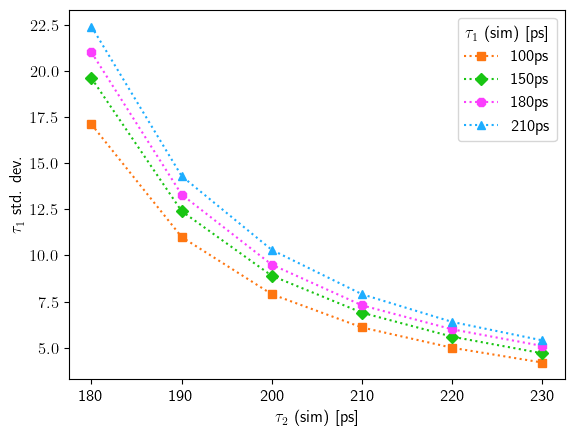 22.5
20.0
17.5
15.0
12.5
10.0
7.5
5.0
τ₁ std. dev.
180
190
200
210
220
230
τ₂ (sim) [ps]
τ₁ (sim) [ps]
100ps
150ps
180ps
210ps